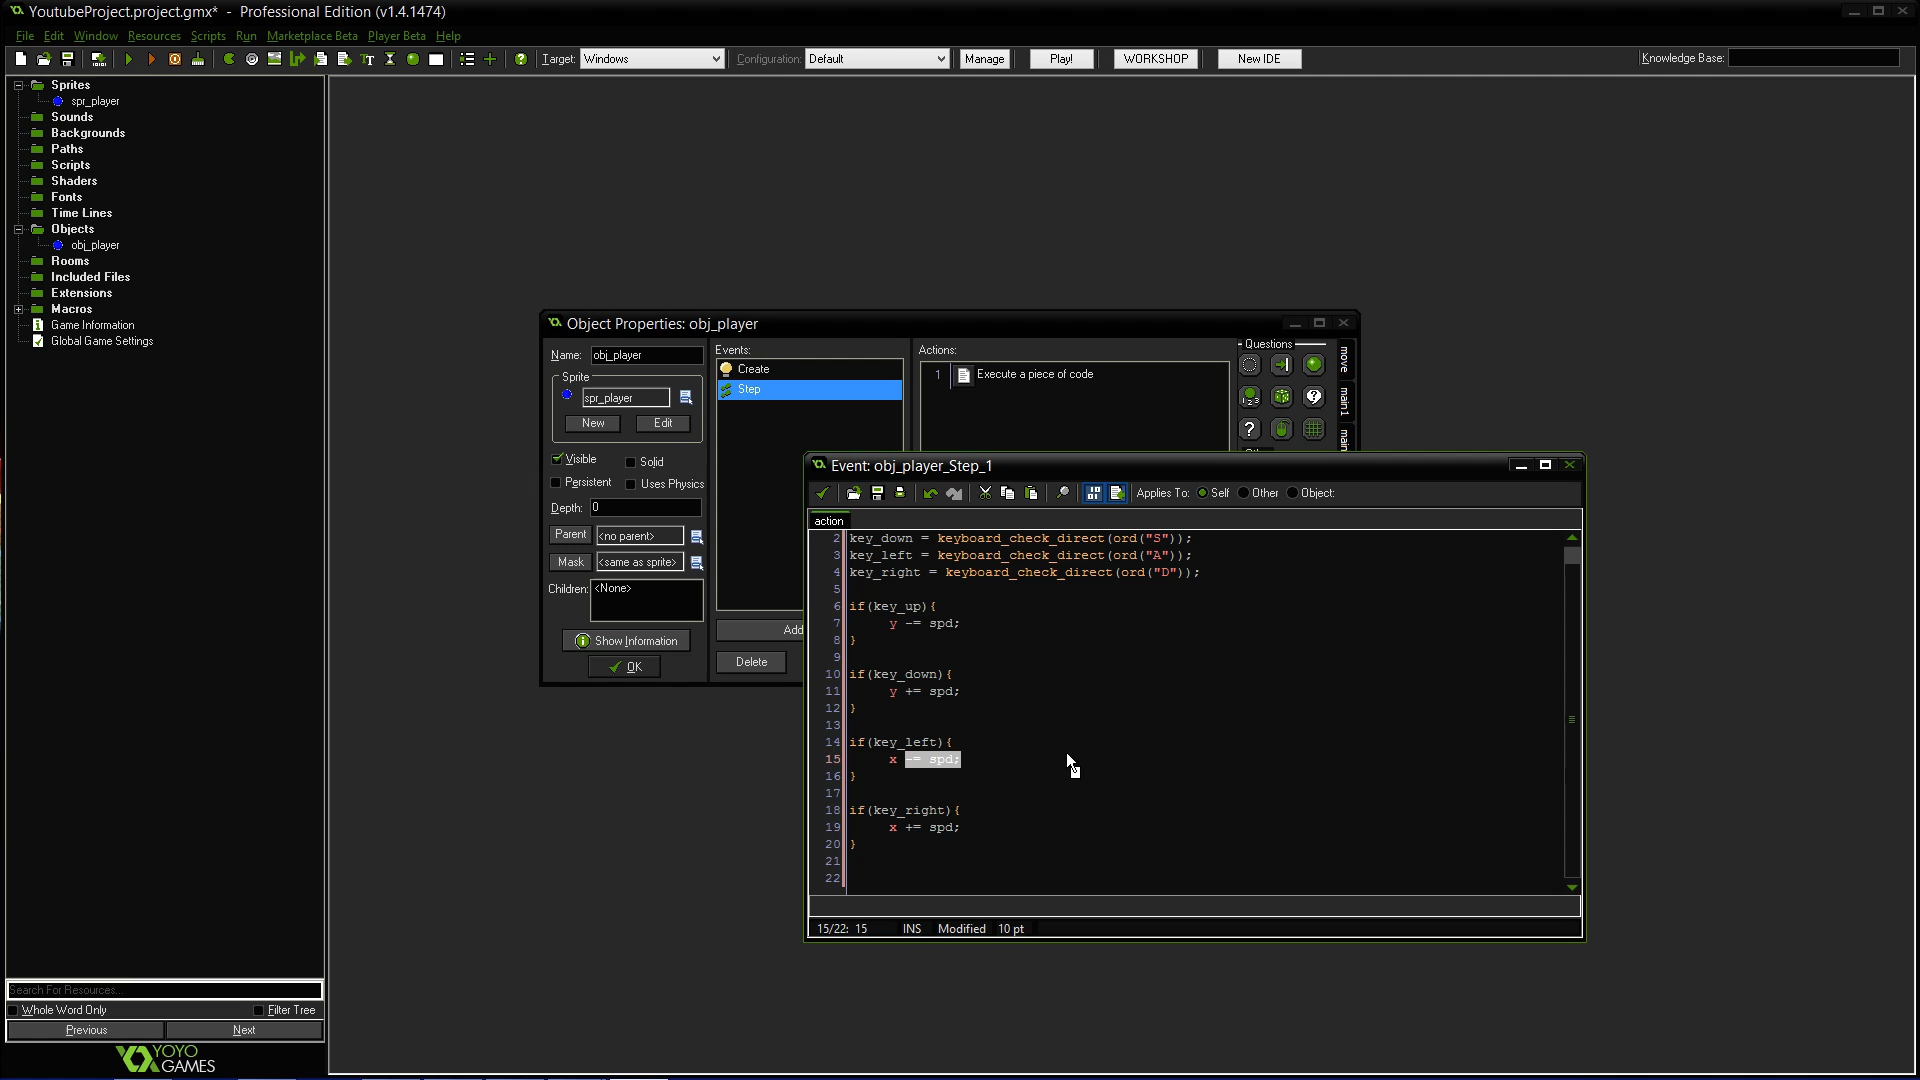 YoutubeProject.project.gmx* - Professional Edition (v1.4.1474)
File Edit Window Resources Scripts Run Marketplace Beta Player Beta Help
Target: Windows Configuration: Default Manage Play! WORKSHOP New IDE Knowledge Base:
Sprites
spr_player
Sounds
Backgrounds
Paths
Scripts
Shaders
Fonts
Time Lines
Objects
obj_player
Rooms
Included Files
Extensions
Macros
Game Information
Global Game Settings
Search For Resources...
Whole Word Only Filter Tree
Previous Next
YOYO
GAMES
Object Properties: obj_player
Name: obj_player
Sprite
spr_player
New Edit
Visible Solid
Persistent Uses Physics
Depth: 0
Parent <no parent>
Mask <same as sprite>
Children: <None>
Show Information
OK
Events:
Create
Step
Add
Delete
Actions:
1 Execute a piece of code
Questions
move
main1
Event: obj_player_Step_1
Applies To: Self Other Object:
action
2 key_down = keyboard_check_direct(ord("S"));
3 key_left = keyboard_check_direct(ord("A"));
4 key_right = keyboard_check_direct(ord("D"));
5
6 if(key_up){
7 y -= spd;
8 }
9
10 if(key_down){
11 y += spd;
12 }
13
14 if(key_left){
15 x -= spd;
16 }
17
18 if(key_right){
19 x += spd;
20 }
21
22
15/22: 15 INS Modified 10 pt